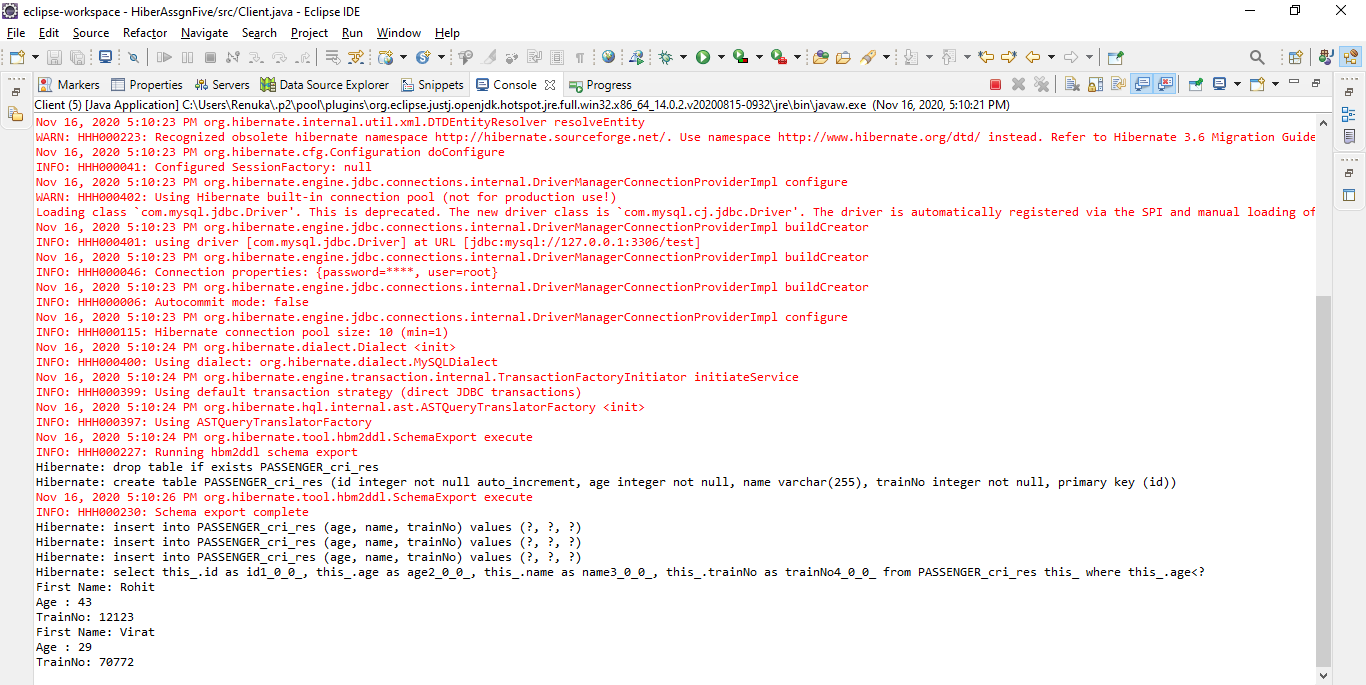 eclipse-workspace - HiberAssgnFive/src/Client.java - Eclipse IDE
File Edit Source Refactor Navigate Search Project Run Window Help
Markers Properties Servers Data Source Explorer Snippets Console Progress
Client (5) [Java Application] C:\Users\Renuka\.p2\pool\plugins\org.eclipse.justj.openjdk.hotspot.jre.full.win32.x86_64_14.0.2.v20200815-0932\jre\bin\javaw.exe (Nov 16, 2020, 5:10:21 PM)
Nov 16, 2020 5:10:23 PM org.hibernate.internal.util.xml.DTDEntityResolver resolveEntity
WARN: HHH000223: Recognized obsolete hibernate namespace http://hibernate.sourceforge.net/. Use namespace http://www.hibernate.org/dtd/ instead. Refer to Hibernate 3.6 Migration Guide
Nov 16, 2020 5:10:23 PM org.hibernate.cfg.Configuration doConfigure
INFO: HHH000041: Configured SessionFactory: null
Nov 16, 2020 5:10:23 PM org.hibernate.engine.jdbc.connections.internal.DriverManagerConnectionProviderImpl configure
WARN: HHH000402: Using Hibernate built-in connection pool (not for production use!)
Loading class `com.mysql.jdbc.Driver'. This is deprecated. The new driver class is `com.mysql.cj.jdbc.Driver'. The driver is automatically registered via the SPI and manual loading of
Nov 16, 2020 5:10:23 PM org.hibernate.engine.jdbc.connections.internal.DriverManagerConnectionProviderImpl buildCreator
INFO: HHH000401: using driver [com.mysql.jdbc.Driver] at URL [jdbc:mysql://127.0.0.1:3306/test]
Nov 16, 2020 5:10:23 PM org.hibernate.engine.jdbc.connections.internal.DriverManagerConnectionProviderImpl buildCreator
INFO: HHH000046: Connection properties: {password=****, user=root}
Nov 16, 2020 5:10:23 PM org.hibernate.engine.jdbc.connections.internal.DriverManagerConnectionProviderImpl buildCreator
INFO: HHH000006: Autocommit mode: false
Nov 16, 2020 5:10:23 PM org.hibernate.engine.jdbc.connections.internal.DriverManagerConnectionProviderImpl configure
INFO: HHH000115: Hibernate connection pool size: 10 (min=1)
Nov 16, 2020 5:10:24 PM org.hibernate.dialect.Dialect <init>
INFO: HHH000400: Using dialect: org.hibernate.dialect.MySQLDialect
Nov 16, 2020 5:10:24 PM org.hibernate.engine.transaction.internal.TransactionFactoryInitiator initiateService
INFO: HHH000399: Using default transaction strategy (direct JDBC transactions)
Nov 16, 2020 5:10:24 PM org.hibernate.hql.internal.ast.ASTQueryTranslatorFactory <init>
INFO: HHH000397: Using ASTQueryTranslatorFactory
Nov 16, 2020 5:10:24 PM org.hibernate.tool.hbm2ddl.SchemaExport execute
INFO: HHH000227: Running hbm2ddl schema export
Hibernate: drop table if exists PASSENGER_cri_res
Hibernate: create table PASSENGER_cri_res (id integer not null auto_increment, age integer not null, name varchar(255), trainNo integer not null, primary key (id))
Nov 16, 2020 5:10:26 PM org.hibernate.tool.hbm2ddl.SchemaExport execute
INFO: HHH000230: Schema export complete
Hibernate: insert into PASSENGER_cri_res (age, name, trainNo) values (?, ?, ?)
Hibernate: insert into PASSENGER_cri_res (age, name, trainNo) values (?, ?, ?)
Hibernate: insert into PASSENGER_cri_res (age, name, trainNo) values (?, ?, ?)
Hibernate: select this_.id as id1_0_0_, this_.age as age2_0_0_, this_.name as name3_0_0_, this_.trainNo as trainNo4_0_0_ from PASSENGER_cri_res this_ where this_.age<?
First Name: Rohit
Age : 43
TrainNo: 12123
First Name: Virat
Age : 29
TrainNo: 70772